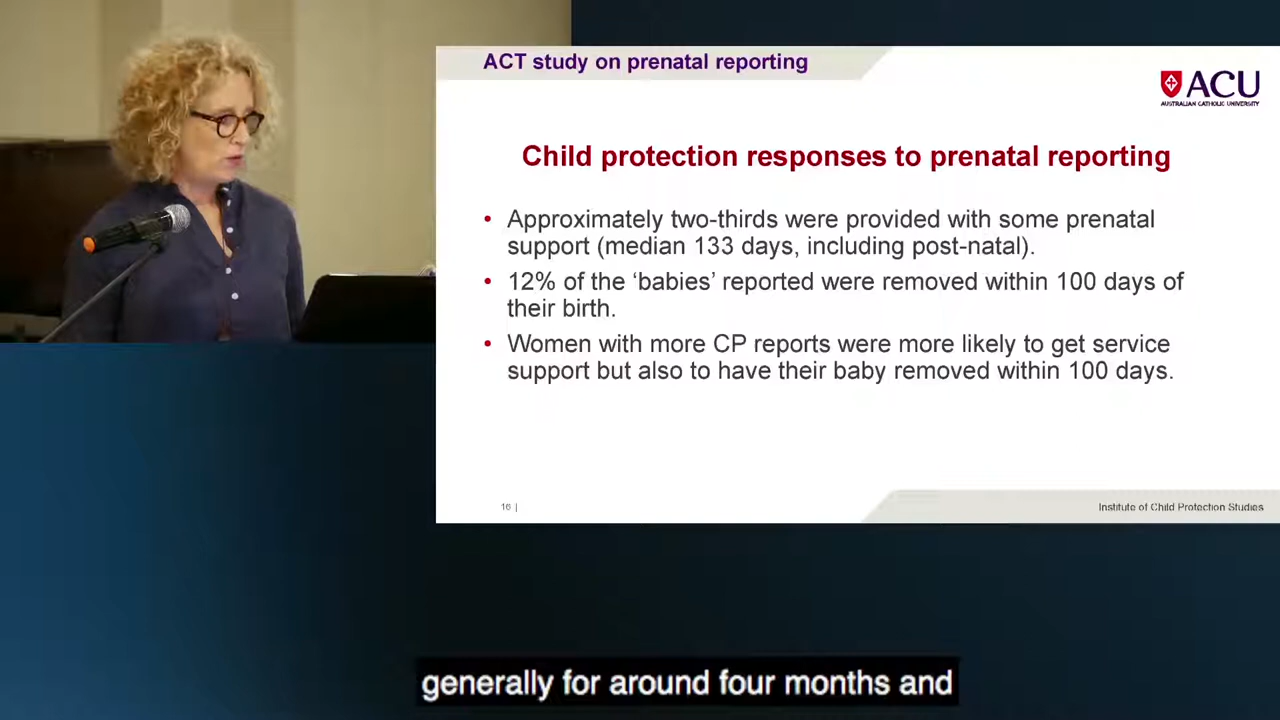 ACT study on prenatal reporting
ACU
AUSTRALIAN CATHOLIC UNIVERSITY
Child protection responses to prenatal reporting
• Approximately two-thirds were provided with some prenatal
support (median 133 days, including post-natal).
• 12% of the ‘babies’ reported were removed within 100 days of
their birth.
• Women with more CP reports were more likely to get service
support but also to have their baby removed within 100 days.
16 |
Institute of Child Protection Studies
generally for around four months and